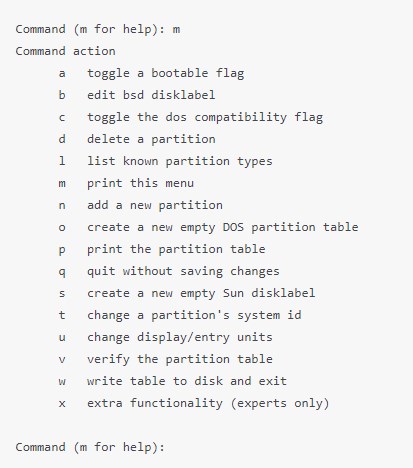 Command (m for help): m
Command action
a toggle a bootable flag
b edit bsd disklabel
c toggle the dos compatibility flag
d delete a partition
l list known partition types
m print this menu
n add a new partition
o create a new empty DOS partition table
p print the partition table
q quit without saving changes
s create a new empty Sun disklabel
t change a partition's system id
u change display/entry units
v verify the partition table
w write table to disk and exit
x extra functionality (experts only)
Command (m for help):